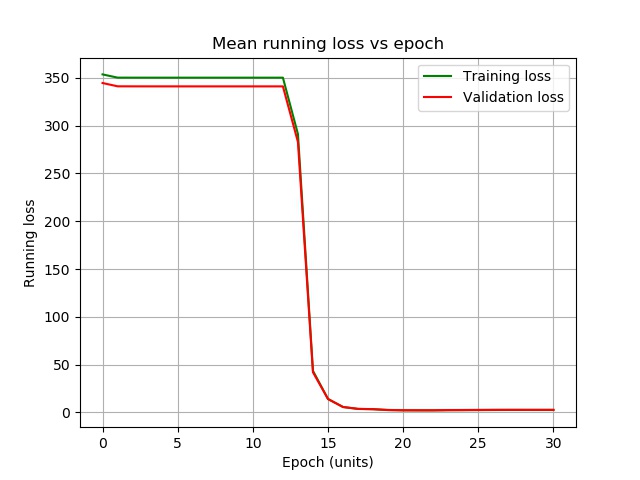 Mean running loss vs epoch
Training loss
Validation loss
350
300
250
200
150
100
50
0
Running loss
0 5 10 15 20 25 30
Epoch (units)